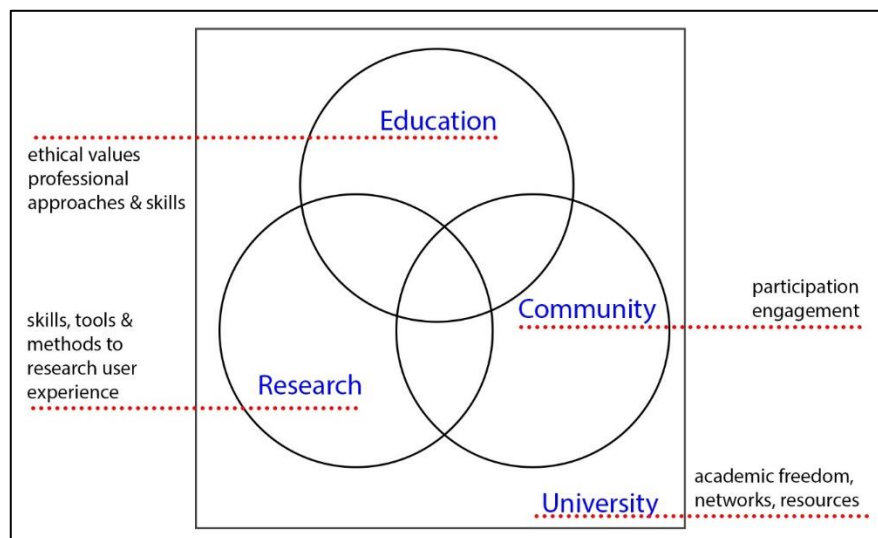 Education
ethical values
professional
approaches & skills
Community
participation
engagement
skills, tools &
methods to
research user
experience
Research
academic freedom,
networks, resources
University